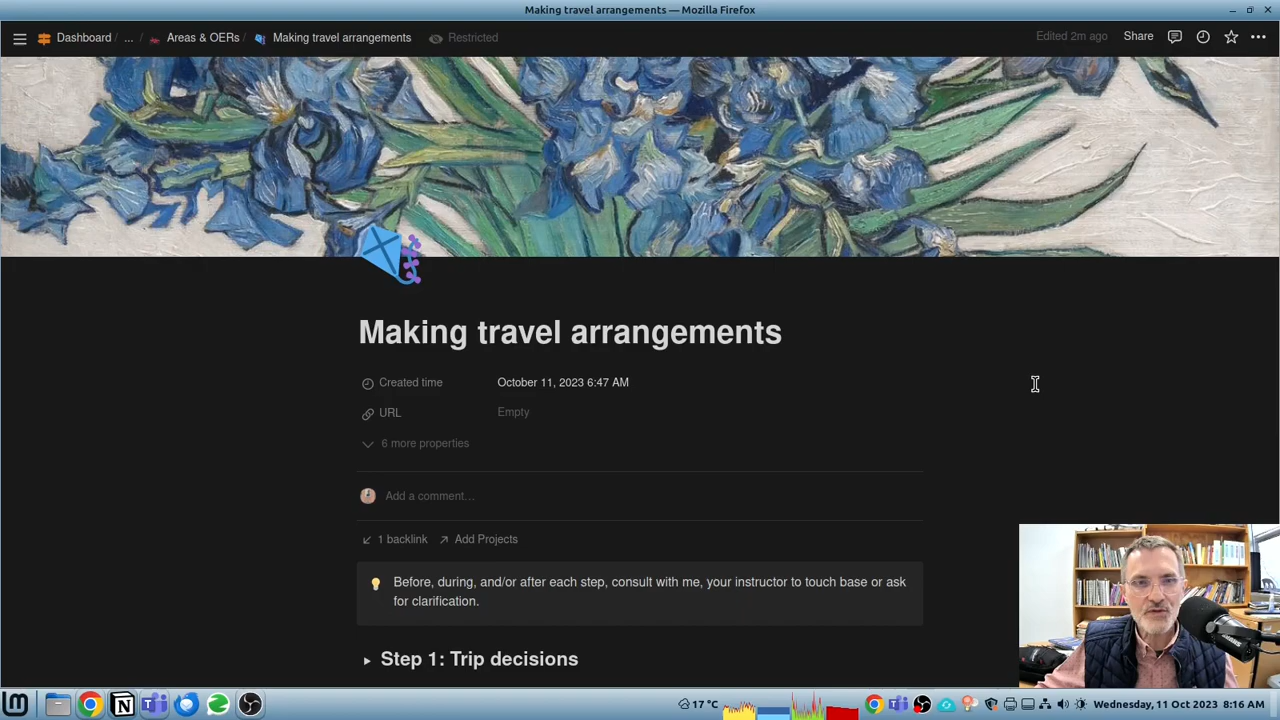 Making travel arrangements — Mozilla Firefox
Dashboard / ... / Areas & OERs / Making travel arrangements Restricted Edited 2m ago Share
Making travel arrangements
Created time October 11, 2023 6:47 AM
URL Empty
6 more properties
Add a comment…
1 backlink Add Projects
Before, during, and/or after each step, consult with me, your instructor to touch base or ask
for clarification.
Step 1: Trip decisions
17 °C Wednesday, 11 Oct 2023 8:16 AM